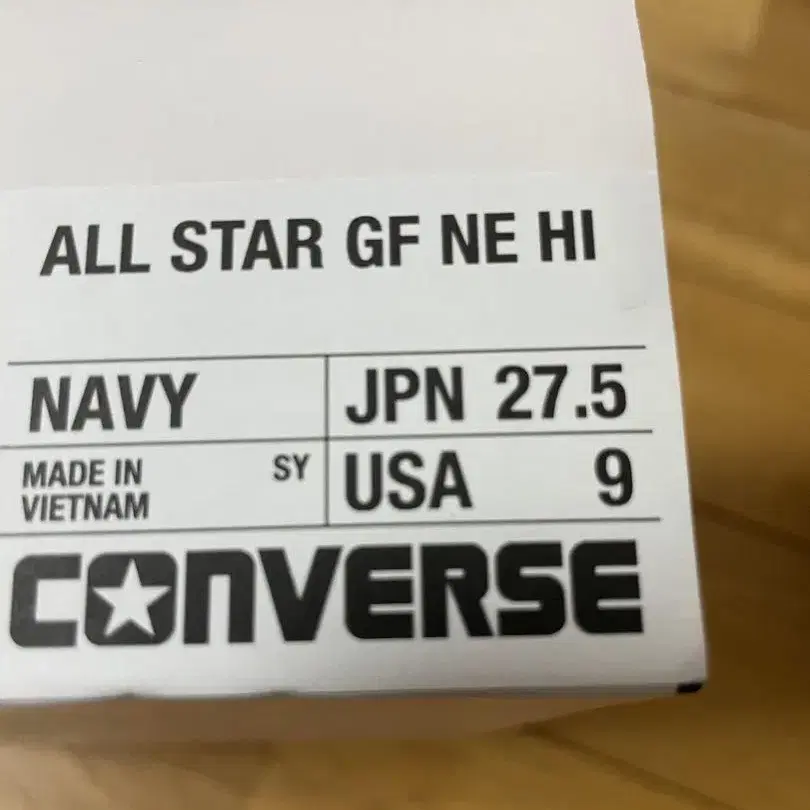 ALL STAR GF NE HI
NAVY JPN 27.5
MADE IN VIETNAM SY USA 9
CONVERSE